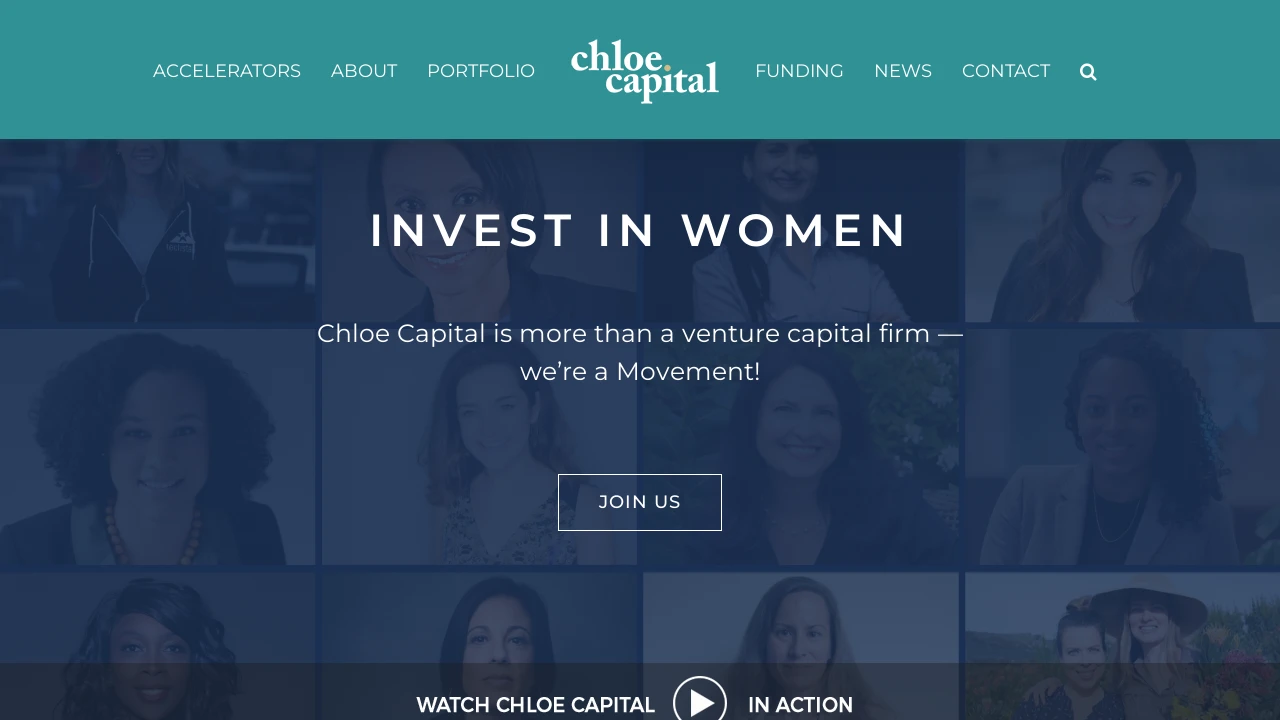 ACCELERATORS ABOUT PORTFOLIO chloe. capital FUNDING NEWS CONTACT
INVEST IN WOMEN
Chloe Capital is more than a venture capital firm —
we’re a Movement!
JOIN US
WATCH CHLOE CAPITAL IN ACTION